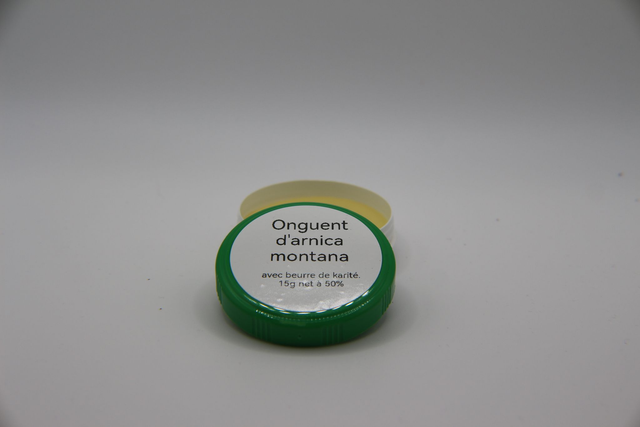 Onguent
d'arnica
montana
avec beurre de karité.
15g net à 50%